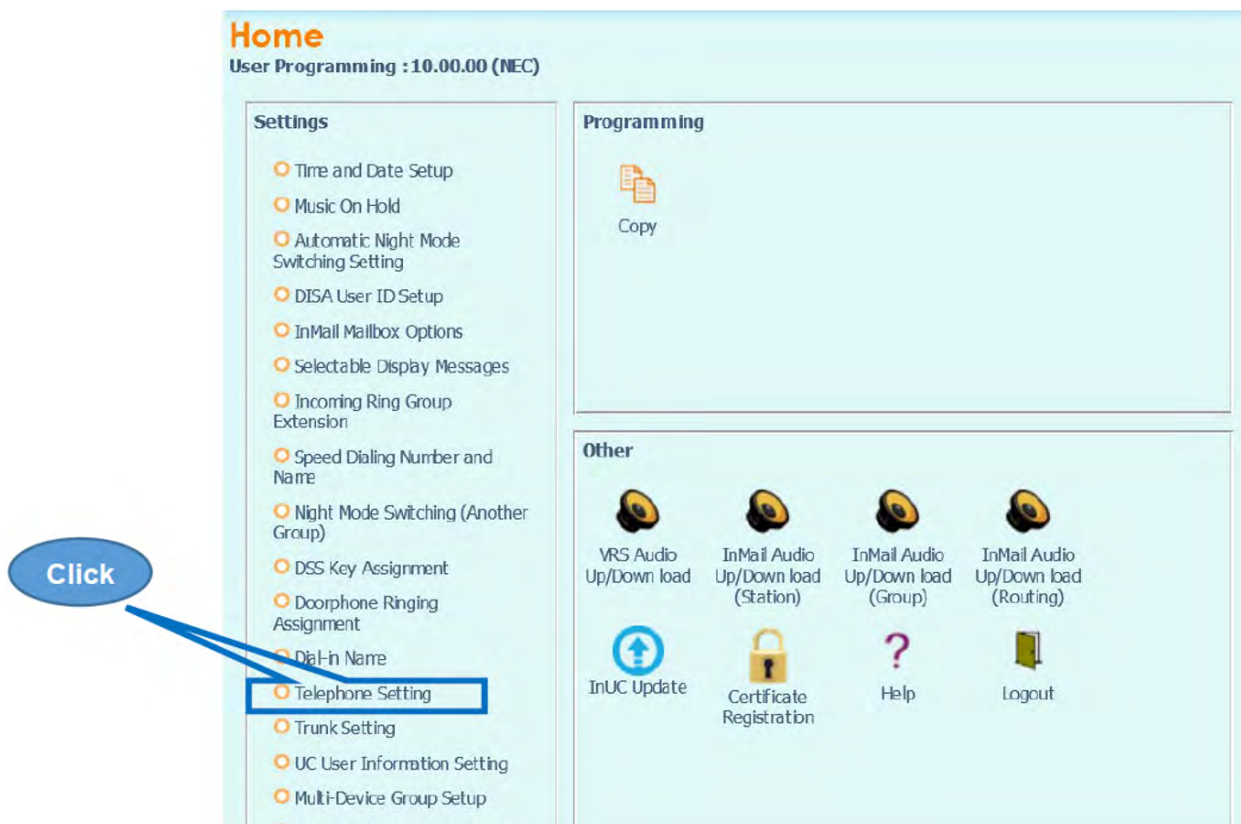 Home
User Programming :10.00.00 (NEC)
Settings
Time and Date Setup
Music On Hold
Automatic Night Mode
Switching Setting
DISA User ID Setup
InMail Mailbox Options
Selectable Display Messages
Incoming Ring Group
Extension
Speed Dialing Number and
Name
Night Mode Switching (Another
Group)
DSS Key Assignment
Doorphone Ringing
Assignment
Dial-in Name
Telephone Setting
Trunk Setting
UC User Information Setting
Multi-Device Group Setup
Click
Programming
Copy
Other
VRS Audio
Up/Down load
InMail Audio
Up/Down load
(Station)
InMail Audio
Up/Down load
(Group)
InMail Audio
Up/Down load
(Routing)
InUC Update
Certificate
Registration
Help
Logout